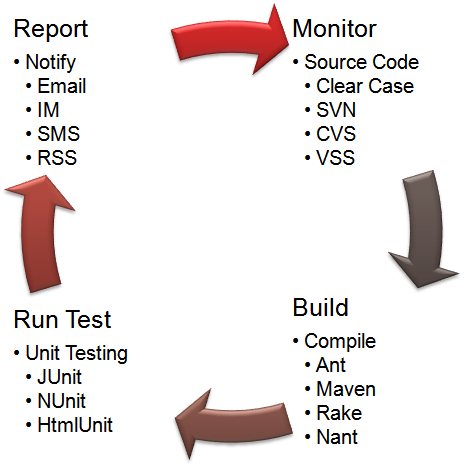 Report
• Notify
• Email
• IM
• SMS
• RSS
Monitor
• Source Code
• Clear Case
• SVN
• CVS
• VSS
Run Test
• Unit Testing
• JUnit
• NUnit
• HtmlUnit
Build
• Compile
• Ant
• Maven
• Rake
• Nant